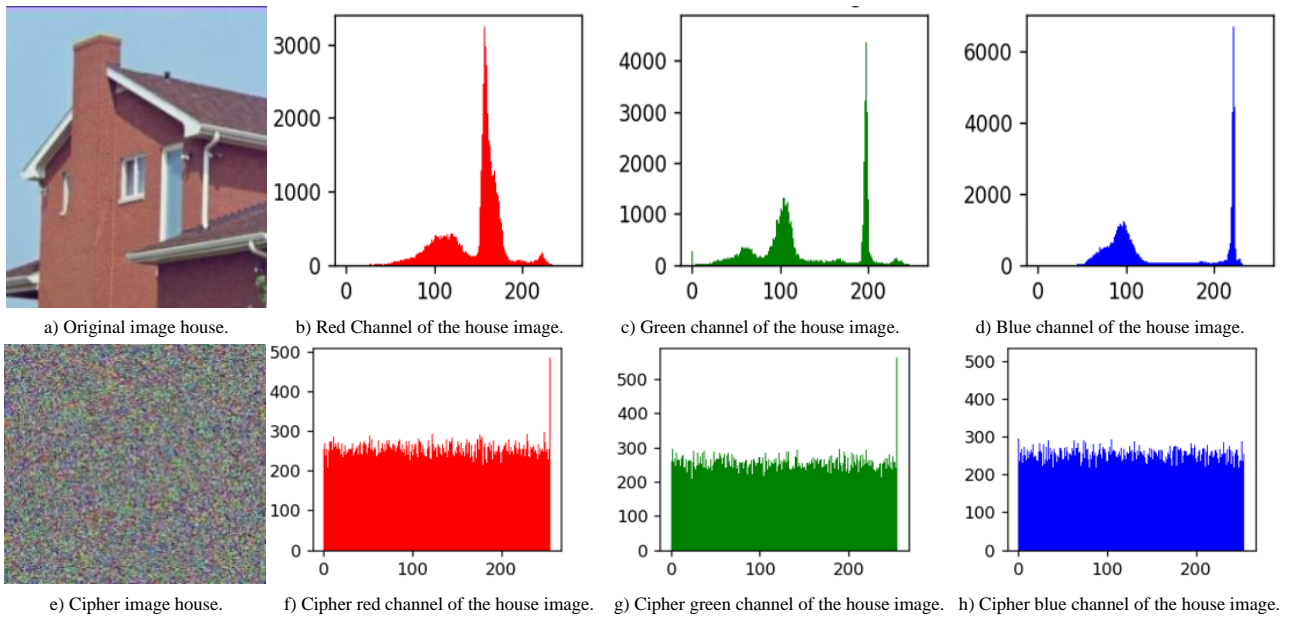 3000
2000
1000
0
0 100 200
4000
3000
2000
1000
0
0 100 200
6000
4000
2000
0
0 100 200
a) Original image house.
b) Red Channel of the house image.
c) Green channel of the house image.
d) Blue channel of the house image.
500
400
300
200
100
0
0 100 200
500
400
300
200
100
0
0 100 200
500
400
300
200
100
0
0 100 200
e) Cipher image house.
f) Cipher red channel of the house image.
g) Cipher green channel of the house image.
h) Cipher blue channel of the house image.